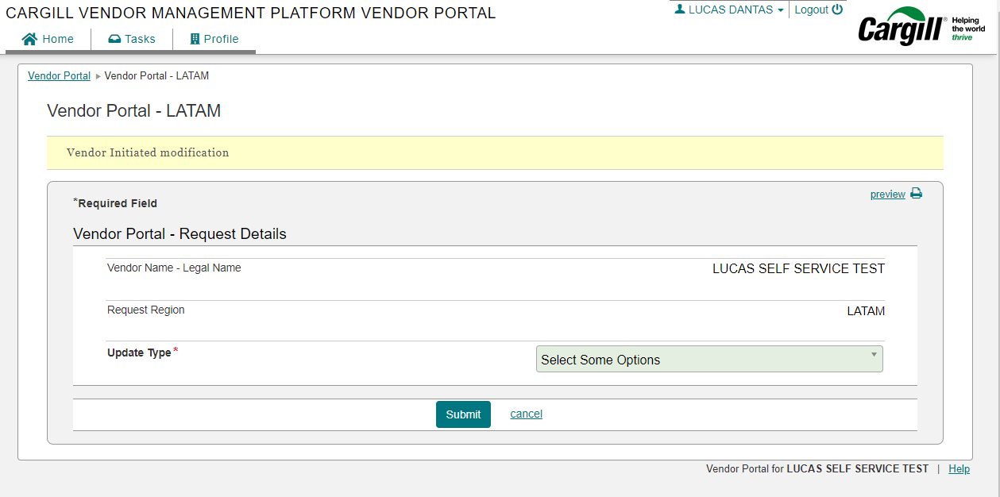 CARGILL VENDOR MANAGEMENT PLATFORM VENDOR PORTAL
LUCAS DANTAS
Logout
Cargill®
Helping
the world
thrive
Home
Tasks
Profile
Vendor Portal ▸ Vendor Portal - LATAM
Vendor Portal - LATAM
Vendor Initiated modification
*Required Field
preview
Vendor Portal - Request Details
Vendor Name - Legal Name
LUCAS SELF SERVICE TEST
Request Region
LATAM
Update Type*
Select Some Options
Submit
cancel
Vendor Portal for LUCAS SELF SERVICE TEST | Help